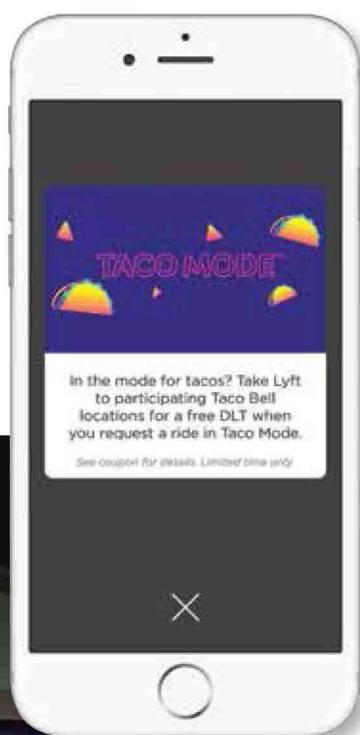 TACO MODE™
In the mode for tacos? Take Lyft
to participating Taco Bell
locations for a free DLT when
you request a ride in Taco Mode.
See coupon for details. Limited time only.